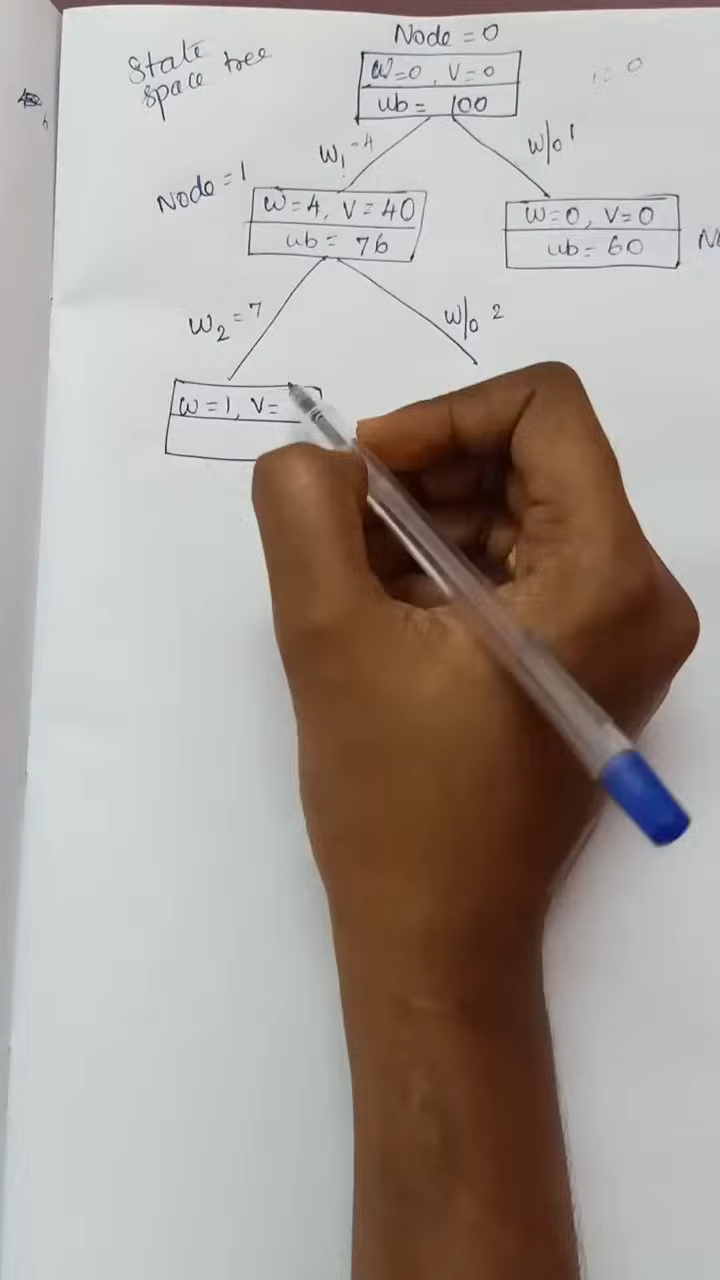 State
space tree
Node = 0
w=0, v=0
ub= 100
i= 0
w1=4
w/o 1
Node=1
w=4, v=40
ub= 76
w=0, v=0
ub= 60
w2=7
w/o 2
w=1, v=